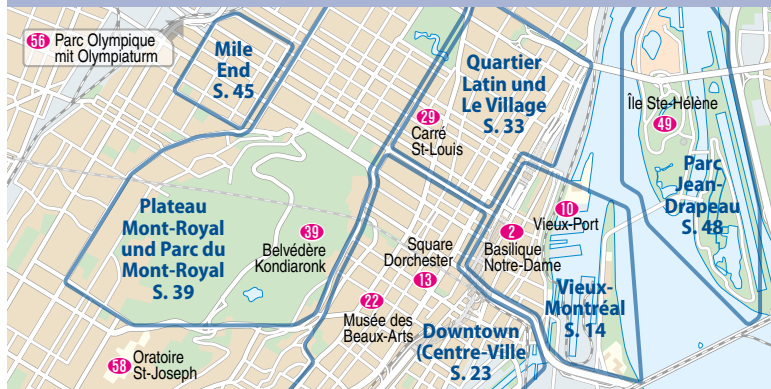 56 Parc Olympique
mit Olympiaturm
Mile
End
S. 45
Quartier
Latin und
Le Village
S. 33
29
Carré
St-Louis
Île Ste-Hélène
49
Parc
Jean-
Drapeau
S. 48
Plateau
Mont-Royal
und Parc du
Mont-Royal
S. 39
39
Belvédère
Kondiaronk
Square
Dorchester
13
2
Basilique
Notre-Dame
10
Vieux-Port
Vieux-
Montréal
S. 14
22
Musée des
Beaux-Arts
Downtown
(Centre-Ville
S. 23
58 Oratoire
St-Joseph